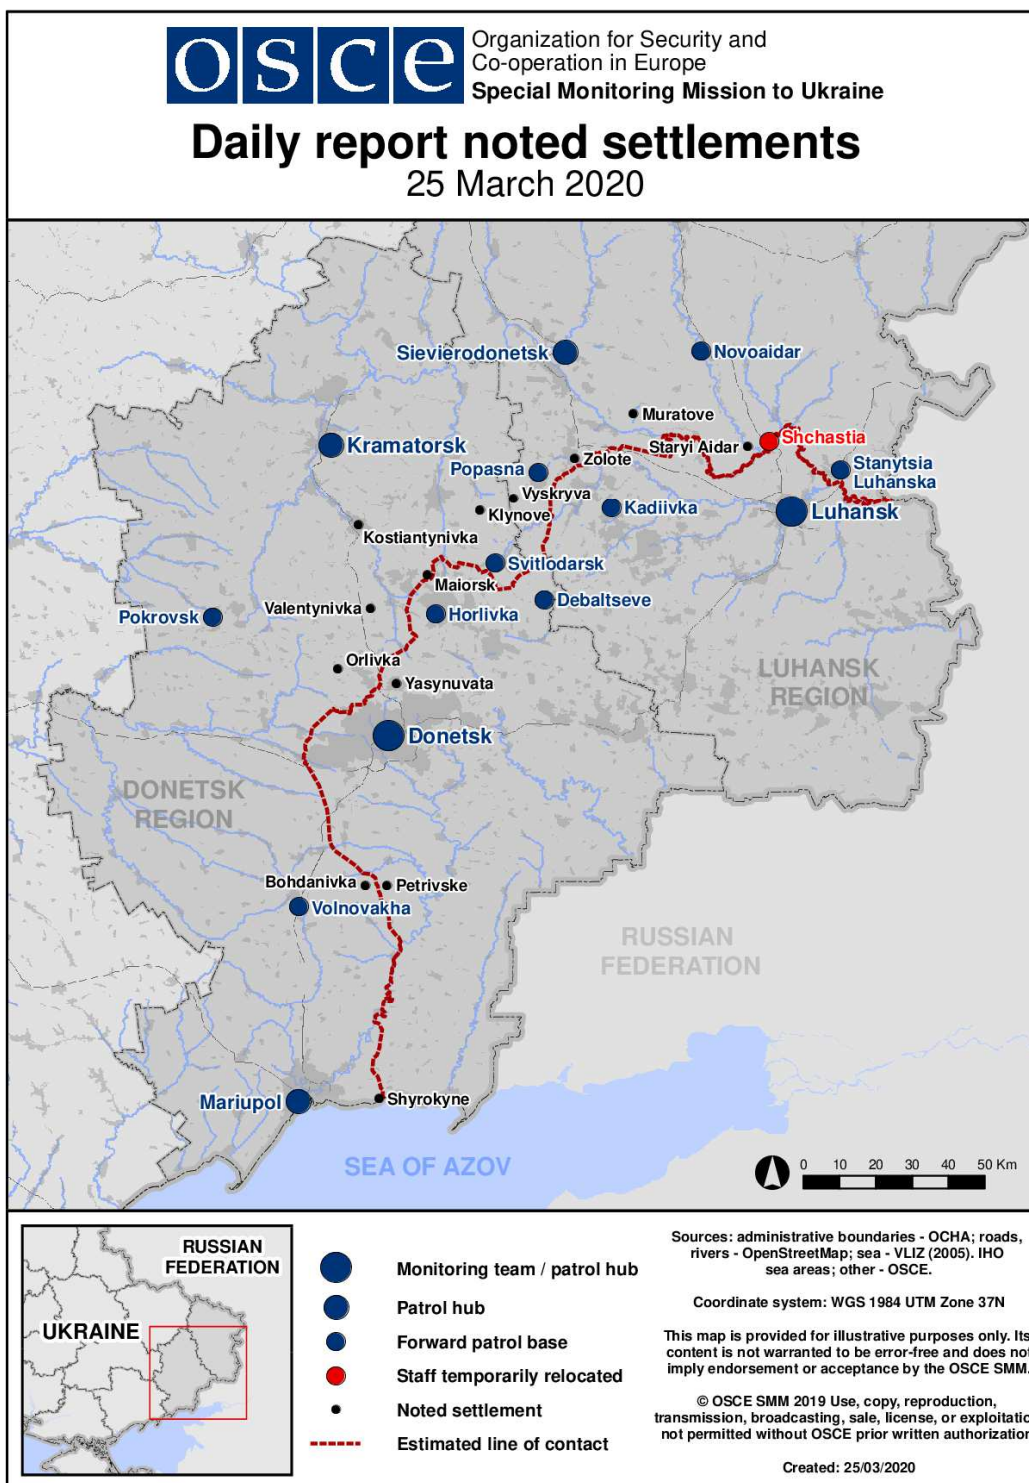 osce
Organization for Security and
Co-operation in Europe
Special Monitoring Mission to Ukraine
Daily report noted settlements
25 March 2020
Sievierodonetsk
Novoaidar
Muratove
Kramatorsk
Staryi Aidar
Shchastia
Popasna
Zolote
Stanytsia
Luhanska
Vyskryva
Klynove
Kadiivka
Luhansk
Kostiantynivka
Svitlodarsk
Maiorsk
Debaltseve
Valentynivka
Horlivka
Pokrovsk
Orlivka
Yasynuvata
LUHANSK
REGION
Donetsk
DONETSK
REGION
Bohdanivka
Petrivske
Volnovakha
RUSSIAN
FEDERATION
Mariupol
Shyrokyne
SEA OF AZOV
0 10 20 30 40 50 Km
RUSSIAN
FEDERATION
UKRAINE
Monitoring team / patrol hub
Patrol hub
Forward patrol base
Staff temporarily relocated
Noted settlement
Estimated line of contact
Sources: administrative boundaries - OCHA; roads,
rivers - OpenStreetMap; sea - VLIZ (2005). IHO
sea areas; other - OSCE.
Coordinate system: WGS 1984 UTM Zone 37N
This map is provided for illustrative purposes only. Its
content is not warranted to be error-free and does not
imply endorsement or acceptance by the OSCE SMM.
© OSCE SMM 2019 Use, copy, reproduction,
transmission, broadcasting, sale, license, or exploitatio
not permitted without OSCE prior written authorization
Created: 25/03/2020